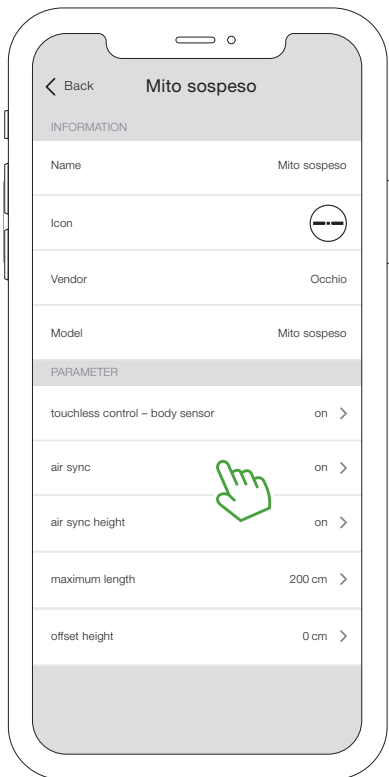 Back Mito sospeso
INFORMATION
Name Mito sospeso
Icon
Vendor Occhio
Model Mito sospeso
PARAMETER
touchless control – body sensor on
air sync on
air sync height on
maximum length 200 cm
offset height 0 cm